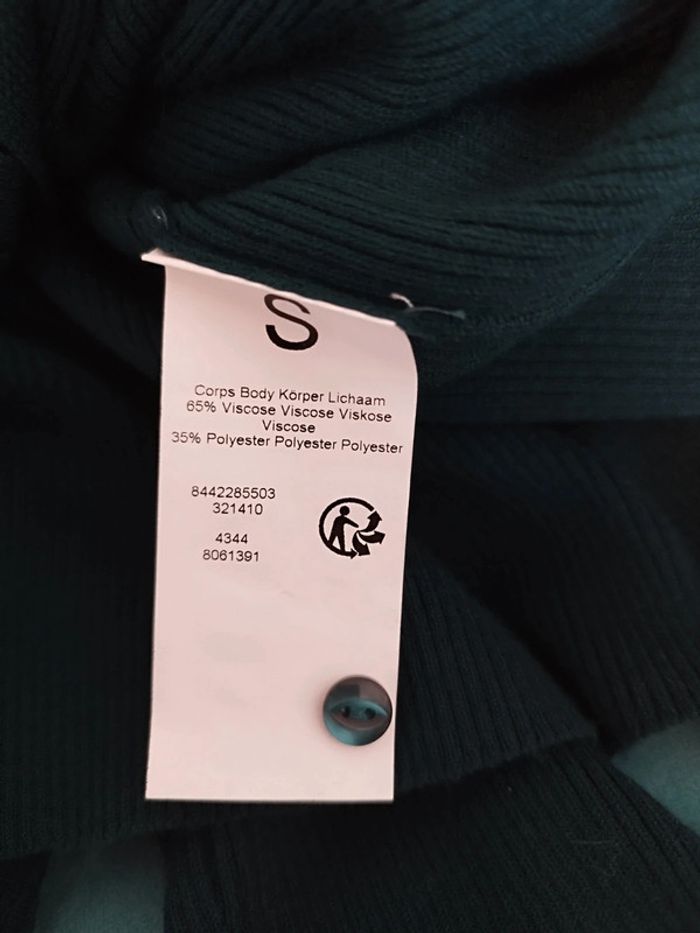 S
Corps Body Körper Lichaam
65% Viscose Viscose Viskose
Viscose
35% Polyester Polyester Polyester
8442285503
321410
4344
8061391